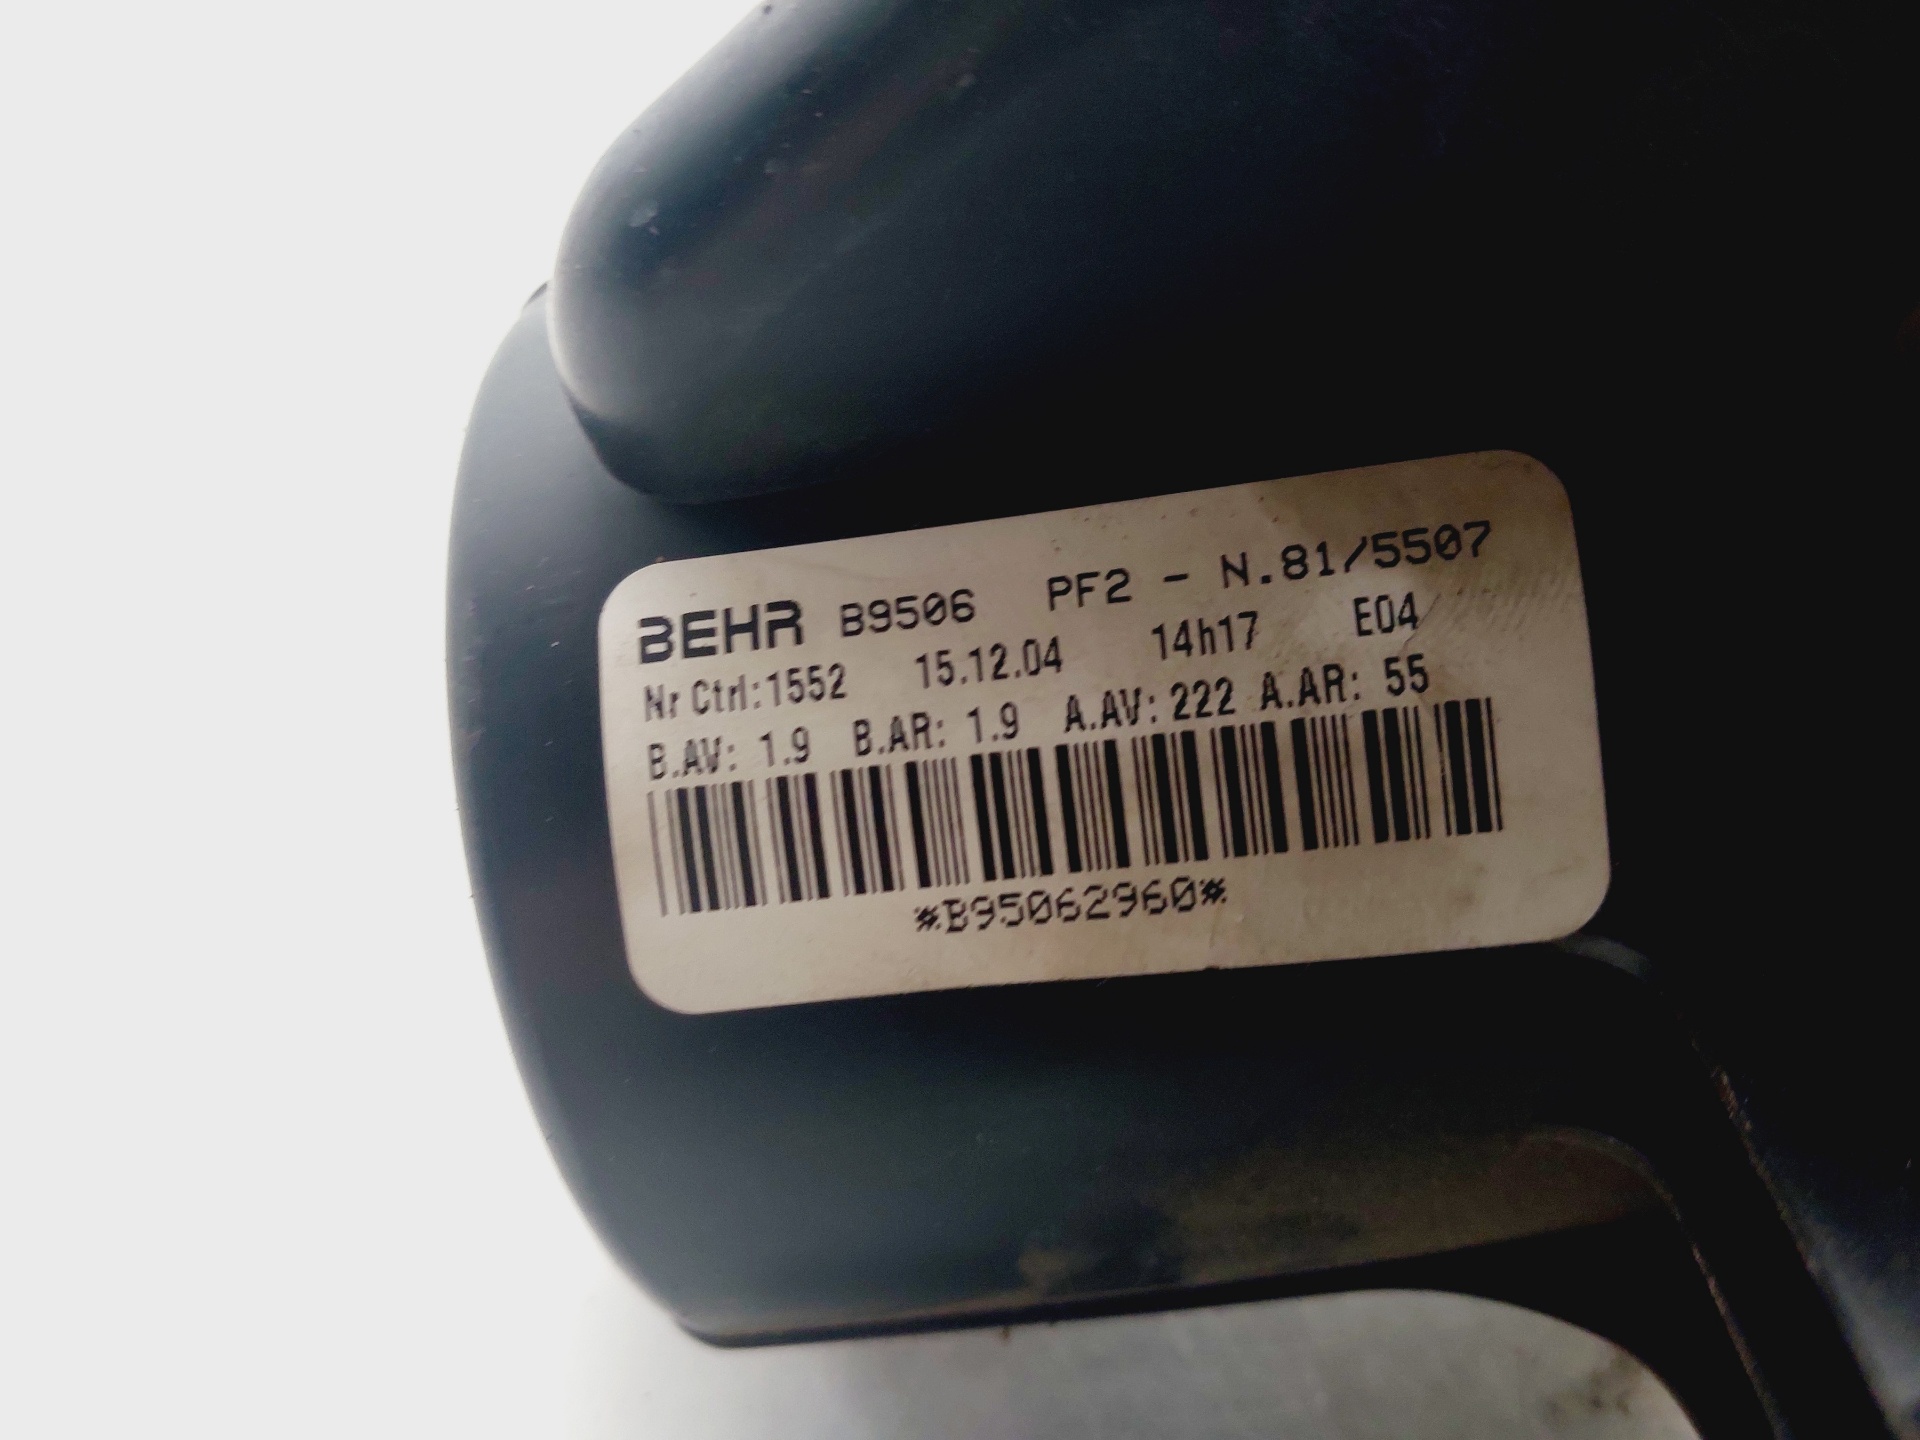 BEHR B9506 PF2 - N.81/5507
Nr Ctrl:1552 15.12.04 14h17 E04
B.AV: 1.9 B.AR: 1.9 A.AV: 222 A.AR: 55
*B95062960*